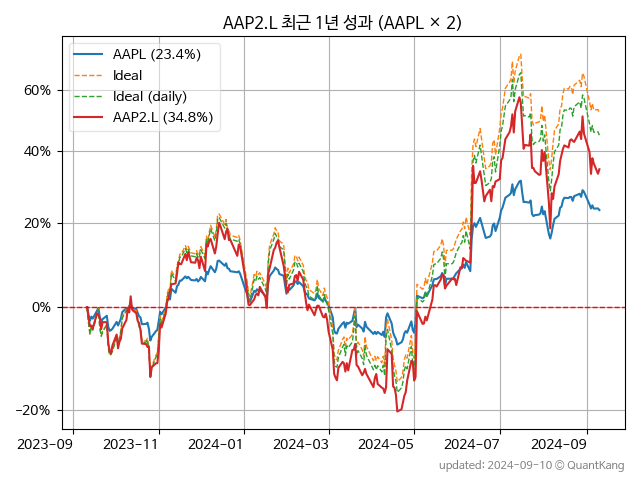 AAP2.L 최근 1년 성과 (AAPL × 2)
AAPL (23.4%)
Ideal
Ideal (daily)
AAP2.L (34.8%)
60%
40%
20%
0%
−20%
2023-09 2023-11 2024-01 2024-03 2024-05 2024-07 2024-09
updated: 2024-09-10 © QuantKang